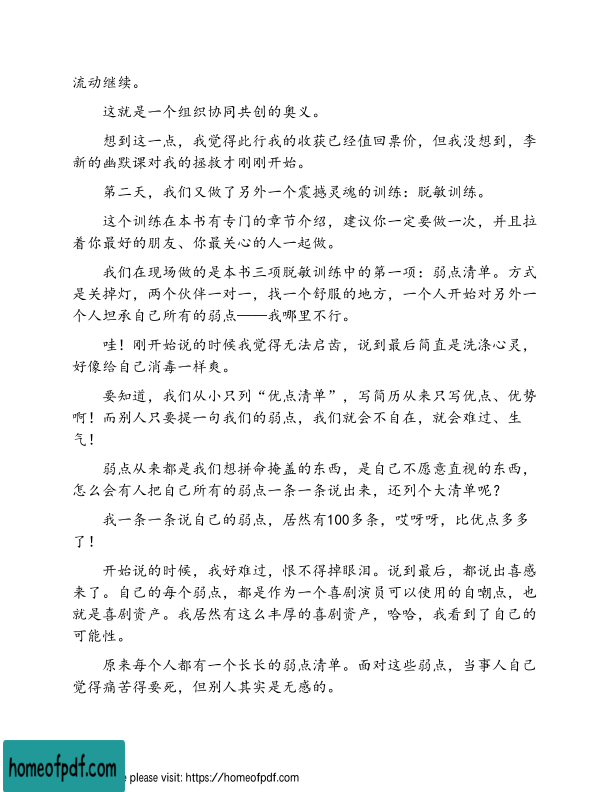 流动继续。
这就是一个组织协同共创的奥义。
想到这一点，我觉得此行我的收获已经值回票价，但我没想到，李
新的幽默课对我的拯救才刚刚开始。
第二天，我们又做了另外一个震撼灵魂的训练：脱敏训练。
这个训练在本书有专门的章节介绍，建议你一定要做一次，并且拉
着你最好的朋友、你最关心的人一起做。
我们在现场做的是本书三项脱敏训练中的第一项：弱点清单。方式
是关掉灯，两个伙伴一对一，找一个舒服的地方，一个人开始对另外一
个人坦承自己所有的弱点——我哪里不行。
哇！刚开始说的时候我觉得无法启齿，说到最后简直是洗涤心灵，
好像给自己消毒一样爽。
要知道，我们从小只列“优点清单”，写简历从来只写优点、优势
啊！而别人只要提一句我们的弱点，我们就会不自在，就会难过、生
气！
弱点从来都是我们想拼命掩盖的东西，是自己不愿意直视的东西，
怎么会有人把自己所有的弱点一条一条说出来，还列个大清单呢？
我一条一条说自己的弱点，居然有100多条，哎呀呀，比优点多多
了！
开始说的时候，我好难过，恨不得掉眼泪。说到最后，都说出喜感
来了。自己的每个弱点，都是作为一个喜剧演员可以使用的自嘲点，也
就是喜剧资产。我居然有这么丰厚的喜剧资产，哈哈，我看到了自己的
可能性。
原来每个人都有一个长长的弱点清单。面对这些弱点，当事人自己
觉得痛苦得要死，但别人其实是无感的。
homeofpdf.com
e please visit: https://homeofpdf.com